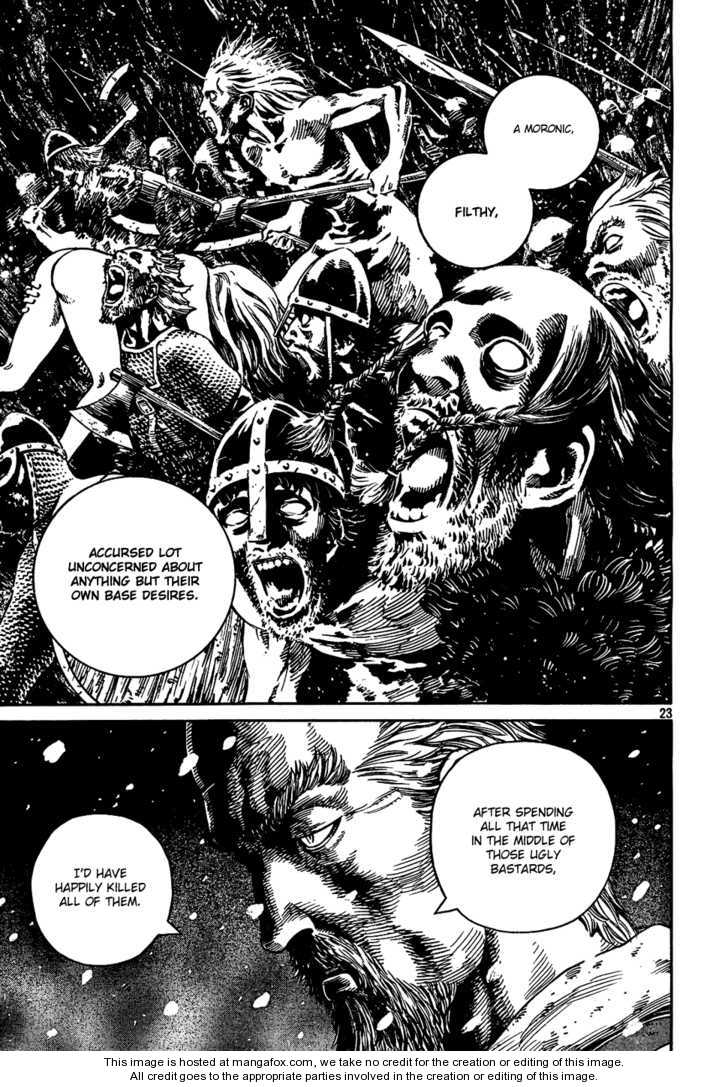 A MORONIC,
FILTHY,
ACCURSED LOT
UNCONCERNED ABOUT
ANYTHING BUT THEIR
OWN BASE DESIRES.
23
AFTER SPENDING
ALL THAT TIME
IN THE MIDDLE OF
THOSE UGLY
BASTARDS,
I'D HAVE
HAPPILY KILLED
ALL OF THEM.
This image is hosted at mangafox.com, we take no credit for the creation or editing of this image.
All credit goes to the appropriate parties involved in the creation or editing of this image.